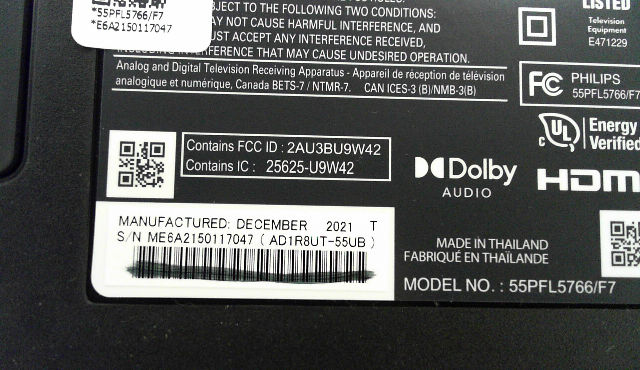 *55PFL5766/F7
*E6A2150117047
JECT TO THE FOLLOWING TWO CONDITIONS:
MAY NOT CAUSE HARMFUL INTERFERENCE, AND
UST ACCEPT ANY INTERFERENCE RECEIVED,
INCLUDING INTERFERENCE THAT MAY CAUSE UNDESIRED OPERATION.
Analog and Digital Television Receiving Apparatus - Appareil de réception de télévision
analogique et numérique, Canada BETS-7 / NTMR-7. CAN ICES-3 (B)/NMB-3(B)
LISTED
Television
Equipment
E471229
FC PHILIPS
55PFL5766/F7
UL Energy
Verified
Contains FCC ID : 2AU3BU9W42
Contains IC : 25625-U9W42
Dolby
AUDIO
HDM
MANUFACTURED: DECEMBER 2021 T
S/N ME6A2150117047 ( AD1R8UT-55UB )
MADE IN THAILAND
FABRIQUÉ EN THAÏLANDE
MODEL NO. : 55PFL5766/F7